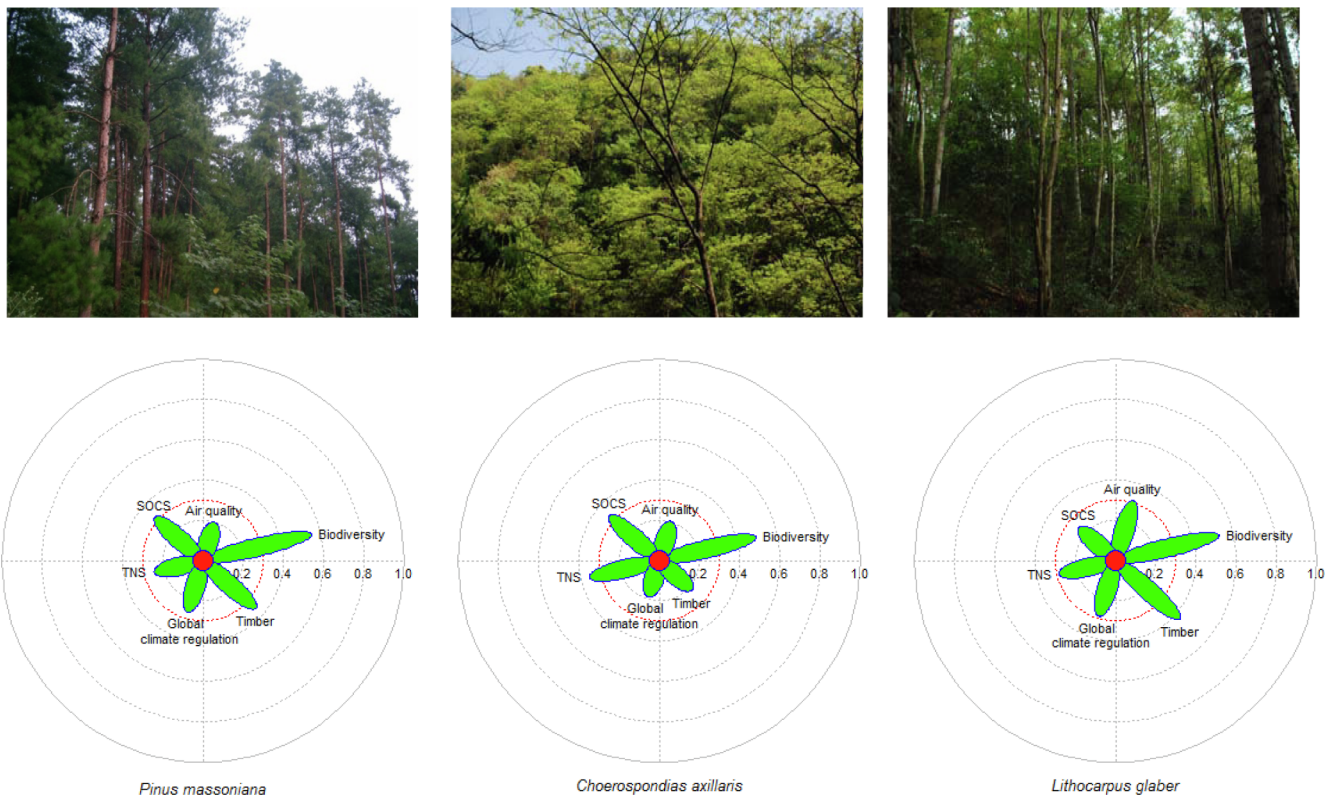 SOCS
Air quality
Biodiversity
TNS
0.2 0.4 0.6 0.8 1.0
Global
climate regulation
Timber
Pinus massoniana
SOCS
Air quality
Biodiversity
TNS
0.2 0.4 0.6 0.8 1.0
Global
climate regulation
Timber
Choerospondias axillaris
SOCS
Air quality
Biodiversity
TNS
0.2 0.4 0.6 0.8 1.0
Global
climate regulation
Timber
Lithocarpus glaber